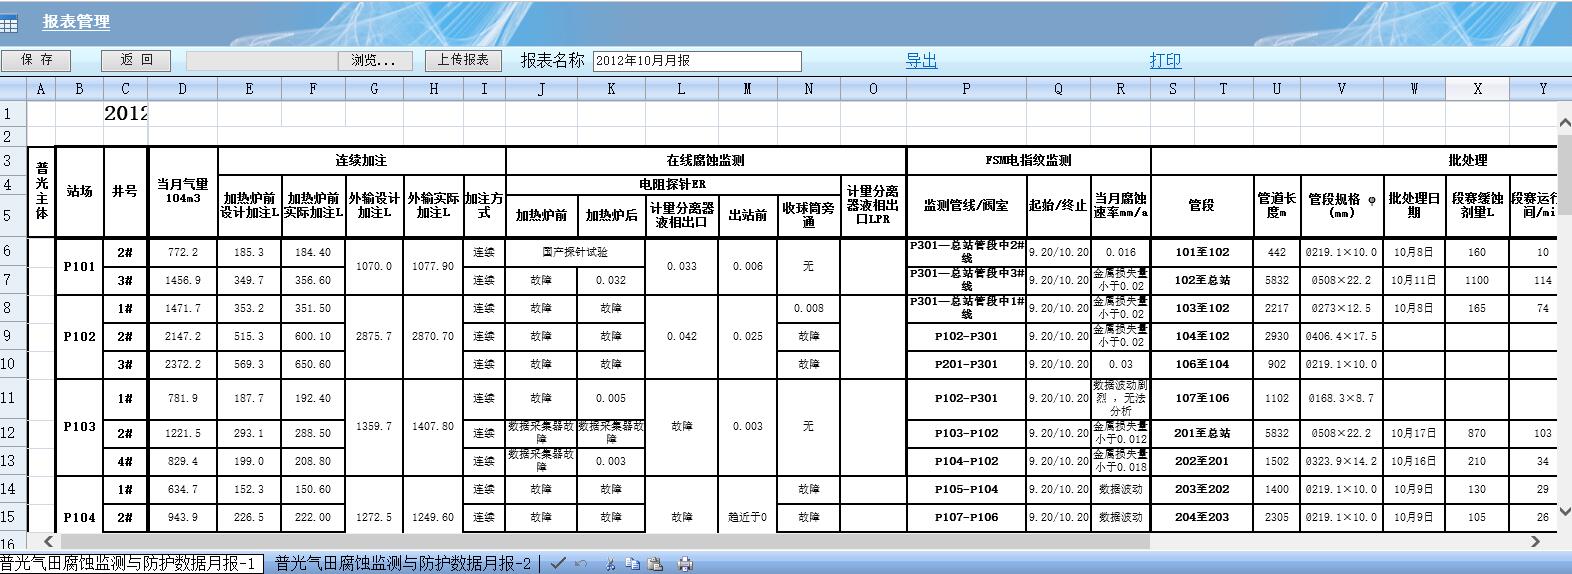 报表管理
保 存 返 回 浏览... 上传报表 报表名称 2012年10月月报 导出 打印
A B C D E F G H I J K L M N O P Q R S T U V W X Y
1 2012
2
3 普光主体 站场 井号 当月气量104m3 连续加注 在线腐蚀监测 FSM电指纹监测 批处理
4 加热炉前设计加注L 加热炉前实际加注L 外输设计加注L 外输实际加注L 加注方式 电阻探针ER 计量分离器液相出口LPR 监测管线/阀室 起始/终止 当月腐蚀速率mm/a 管段 管道长度m 管段规格 φ(mm) 批处理日期 段赛缓蚀剂量L 段赛运行间/mi
5 加热炉前 加热炉后 计量分离器液相出口 出站前 收球筒旁通
6 P101 2# 772.2 185.3 184.40 1070.0 1077.90 连续 国产探针试验 0.033 0.006 无 P301—总站管段中2#线 9.20/10.20 0.016 101至102 442 Ø219.1×10.0 10月8日 160 10
7 3# 1456.9 349.7 356.60 连续 故障 0.032 P301—总站管段中3#线 9.20/10.20 金属损失量小于0.02 102至总站 5832 Ø508×22.2 10月11日 1100 114
8 P102 1# 1471.7 353.2 351.50 2875.7 2870.70 连续 故障 故障 0.042 0.025 0.008 P301—总站管段中1#线 9.20/10.20 金属损失量小于0.02 103至102 2217 Ø273×12.5 10月8日 165 74
9 2# 2147.2 515.3 600.10 连续 故障 故障 故障 P102-P301 9.20/10.20 金属损失量小于0.02 104至102 2930 Ø406.4×17.5
10 3# 2372.2 569.3 650.60 连续 故障 故障 故障 P201-P301 9.20/10.20 0.03 106至104 902 Ø219.1×10.0
11 P103 1# 781.9 187.7 192.40 1359.7 1407.80 连续 故障 0.005 故障 0.003 无 P102-P301 9.20/10.20 数据波动剧烈，无法分析 107至106 1102 Ø168.3×8.7
12 2# 1221.5 293.1 288.50 连续 数据采集器故障 数据采集器故障 P103-P102 9.20/10.20 金属损失量小于0.012 201至总站 5832 Ø508×22.2 10月17日 870 103
13 4# 829.4 199.0 208.80 连续 数据采集器故障 0.003 P104-P102 9.20/10.20 金属损失量小于0.018 202至201 1502 Ø323.9×14.2 10月16日 210 34
14 P104 1# 634.7 152.3 150.60 1272.5 1249.60 连续 故障 故障 故障 趋近于0 故障 P105-P104 9.20/10.20 数据波动 203至202 1400 Ø219.1×10.0 10月9日 130 29
15 2# 943.9 226.5 222.00 连续 故障 故障 故障 P107-P106 9.20/10.20 数据波动 204至203 2305 Ø219.1×10.0 10月9日 105 26
16
普光气田腐蚀监测与防护数据月报-1 普光气田腐蚀监测与防护数据月报-2